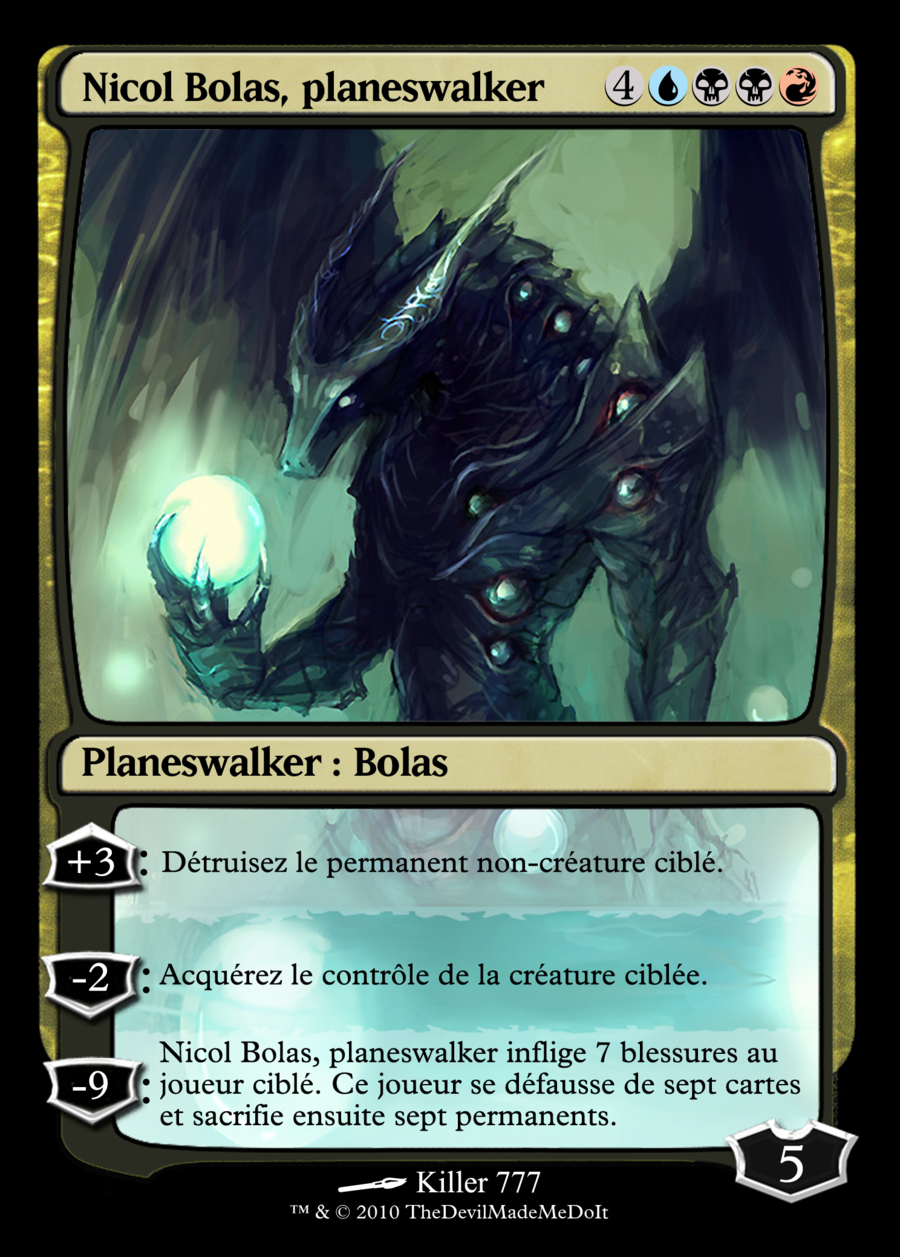 Nicol Bolas, planeswalker 4
Planeswalker : Bolas
+3 : Détruisez le permanent non-créature ciblé.
-2 : Acquérez le contrôle de la créature ciblée.
Nicol Bolas, planeswalker inflige 7 blessures au
-9 : joueur ciblé. Ce joueur se défausse de sept cartes
et sacrifie ensuite sept permanents.
5
Killer 777
™ & © 2010 TheDevilMadeMeDoIt